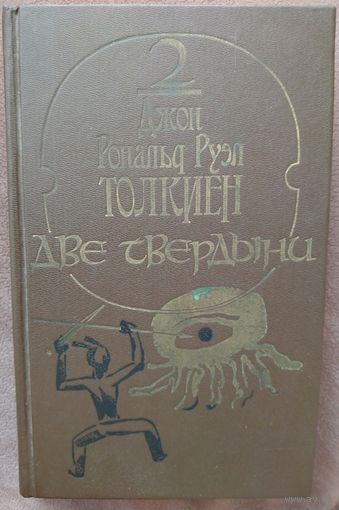 2
Джон
Рональд Руэл
ТОЛКИЕН
ДВЕ ТВЕРДЫНИ